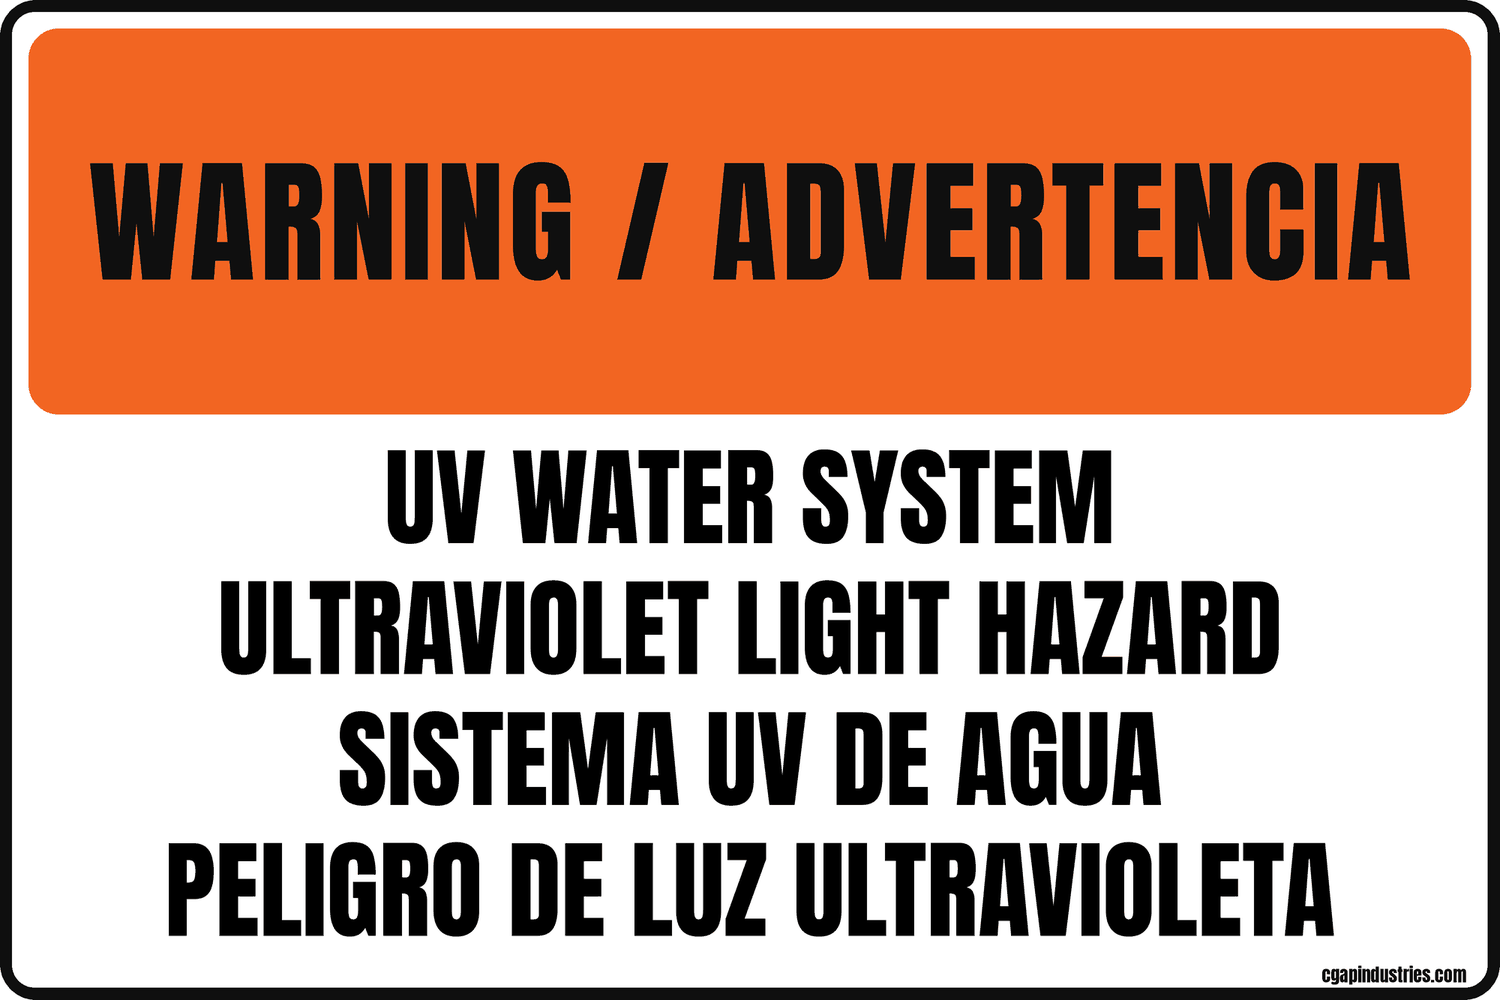 WARNING / ADVERTENCIA
UV WATER SYSTEM
ULTRAVIOLET LIGHT HAZARD
SISTEMA UV DE AGUA
PELIGRO DE LUZ ULTRAVIOLETA
cgapindustries.com